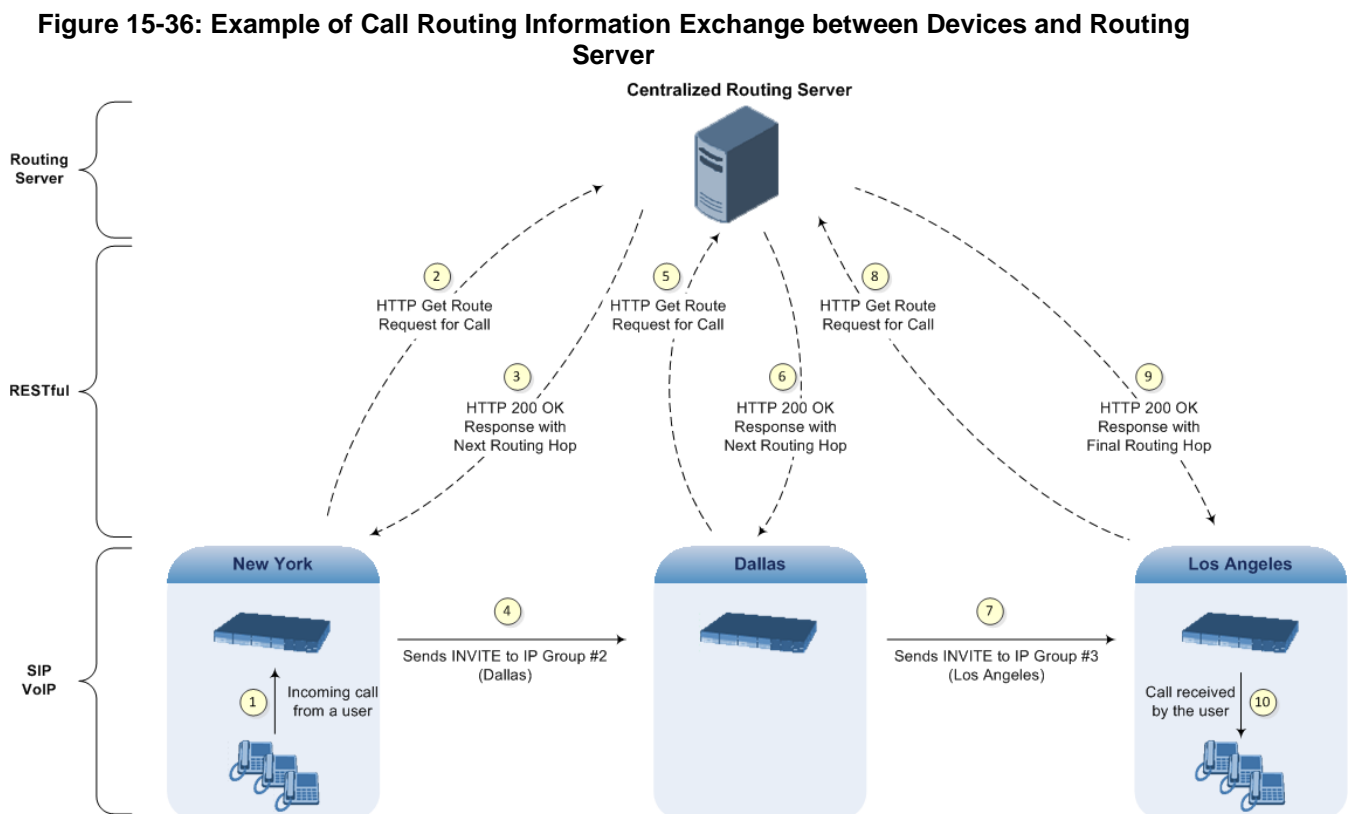 Figure 15-36: Example of Call Routing Information Exchange between Devices and Routing
Server
Centralized Routing Server
Routing
Server
2
HTTP Get Route
Request for Call
5
HTTP Get Route
Request for Call
8
HTTP Get Route
Request for Call
RESTful
3
HTTP 200 OK
Response with
Next Routing Hop
6
HTTP 200 OK
Response with
Next Routing Hop
9
HTTP 200 OK
Response with
Final Routing Hop
New York
Dallas
Los Angeles
4
Sends INVITE to IP Group #2
(Dallas)
7
Sends INVITE to IP Group #3
(Los Angeles)
SIP
VoIP
1
Incoming call
from a user
Call received
by the user
10